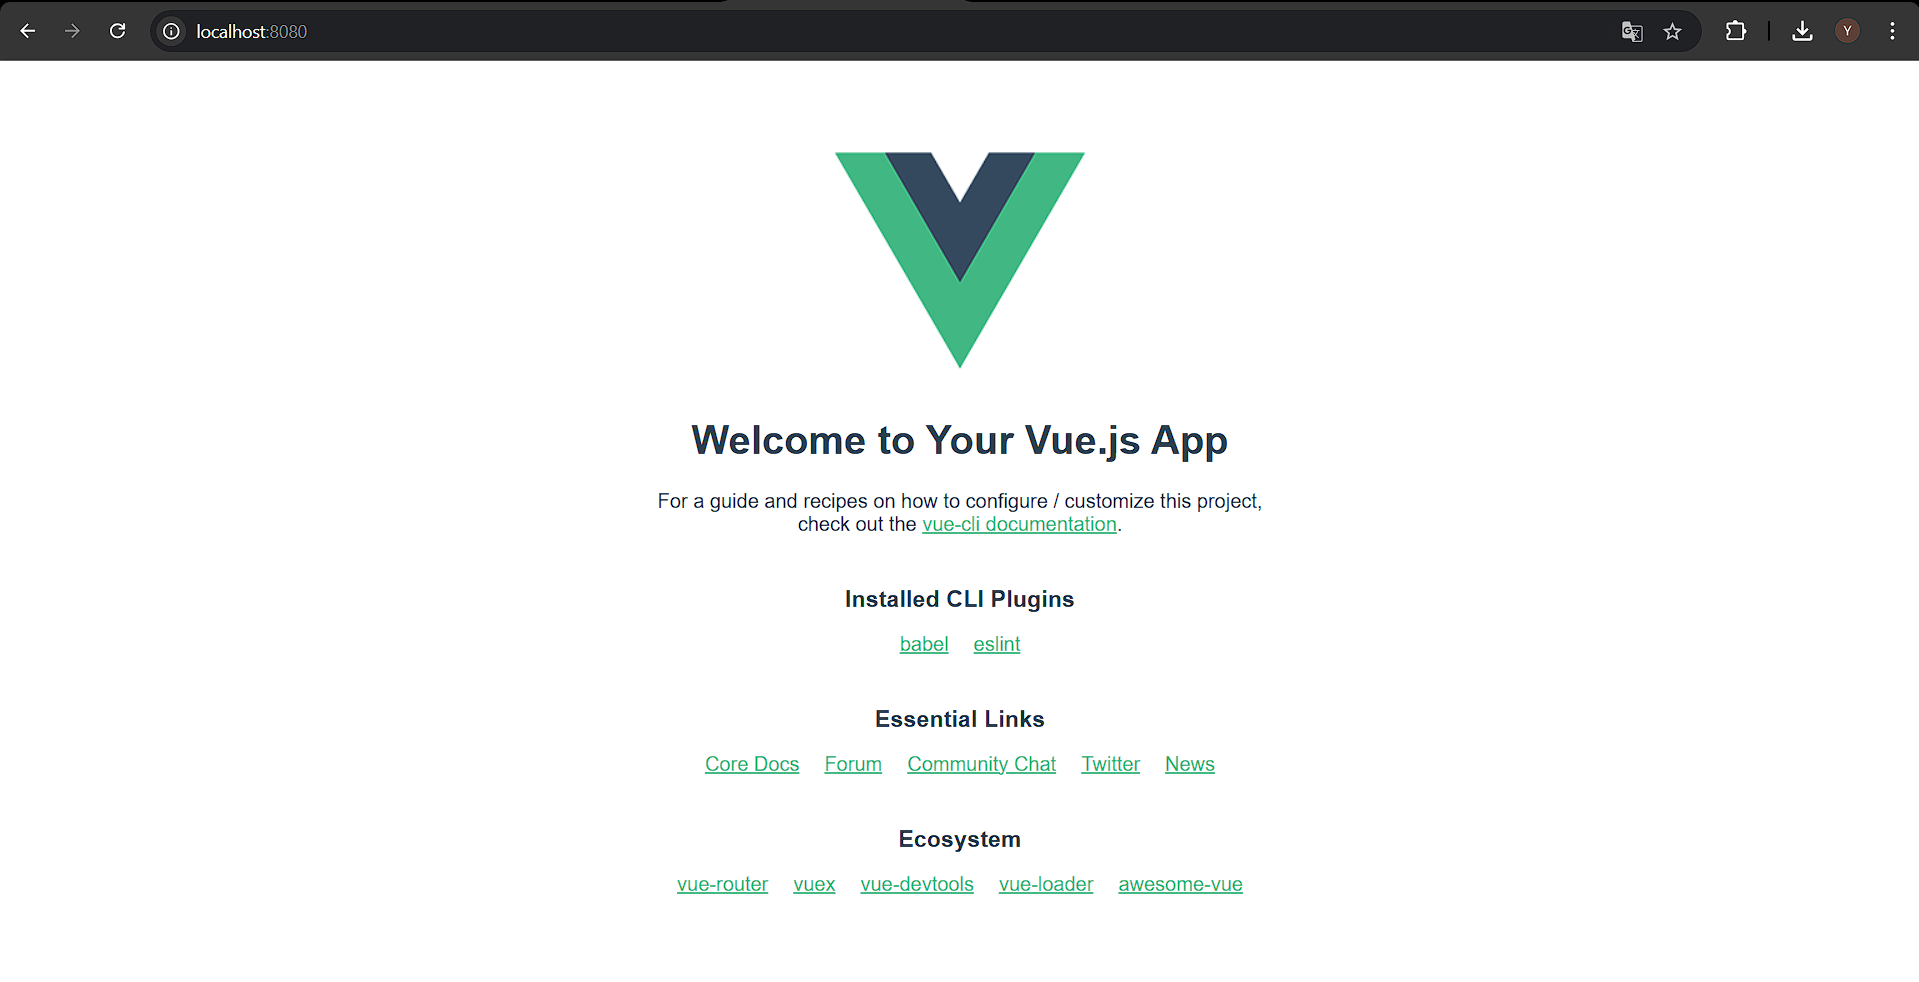 localhost:8080
Y
Welcome to Your Vue.js App
For a guide and recipes on how to configure / customize this project,
check out the vue-cli documentation.
Installed CLI Plugins
babel eslint
Essential Links
Core Docs Forum Community Chat Twitter News
Ecosystem
vue-router vuex vue-devtools vue-loader awesome-vue